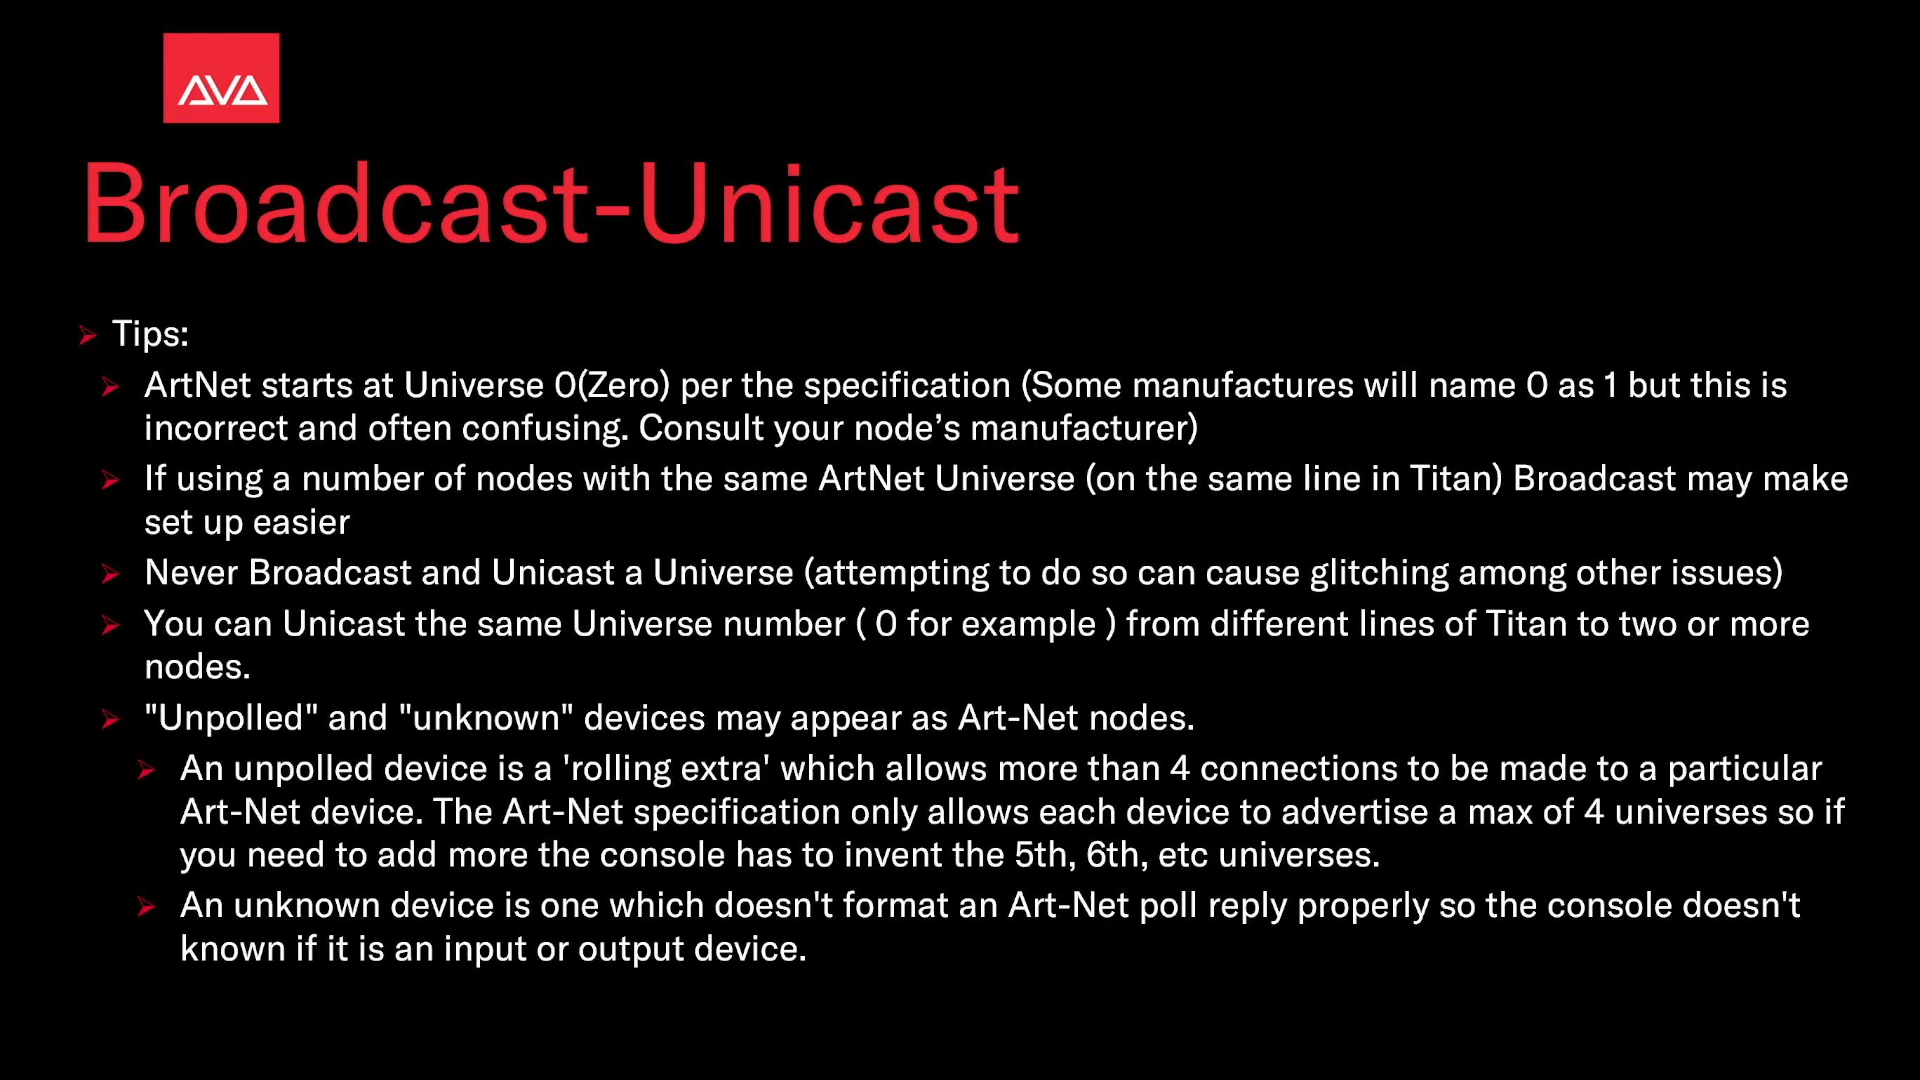 AVA
Broadcast-Unicast
Tips:
ArtNet starts at Universe 0(Zero) per the specification (Some manufactures will name 0 as 1 but this is
incorrect and often confusing. Consult your node’s manufacturer)
If using a number of nodes with the same ArtNet Universe (on the same line in Titan) Broadcast may make
set up easier
Never Broadcast and Unicast a Universe (attempting to do so can cause glitching among other issues)
You can Unicast the same Universe number ( 0 for example ) from different lines of Titan to two or more
nodes.
"Unpolled" and "unknown" devices may appear as Art-Net nodes.
An unpolled device is a 'rolling extra' which allows more than 4 connections to be made to a particular
Art-Net device. The Art-Net specification only allows each device to advertise a max of 4 universes so if
you need to add more the console has to invent the 5th, 6th, etc universes.
An unknown device is one which doesn't format an Art-Net poll reply properly so the console doesn't
known if it is an input or output device.